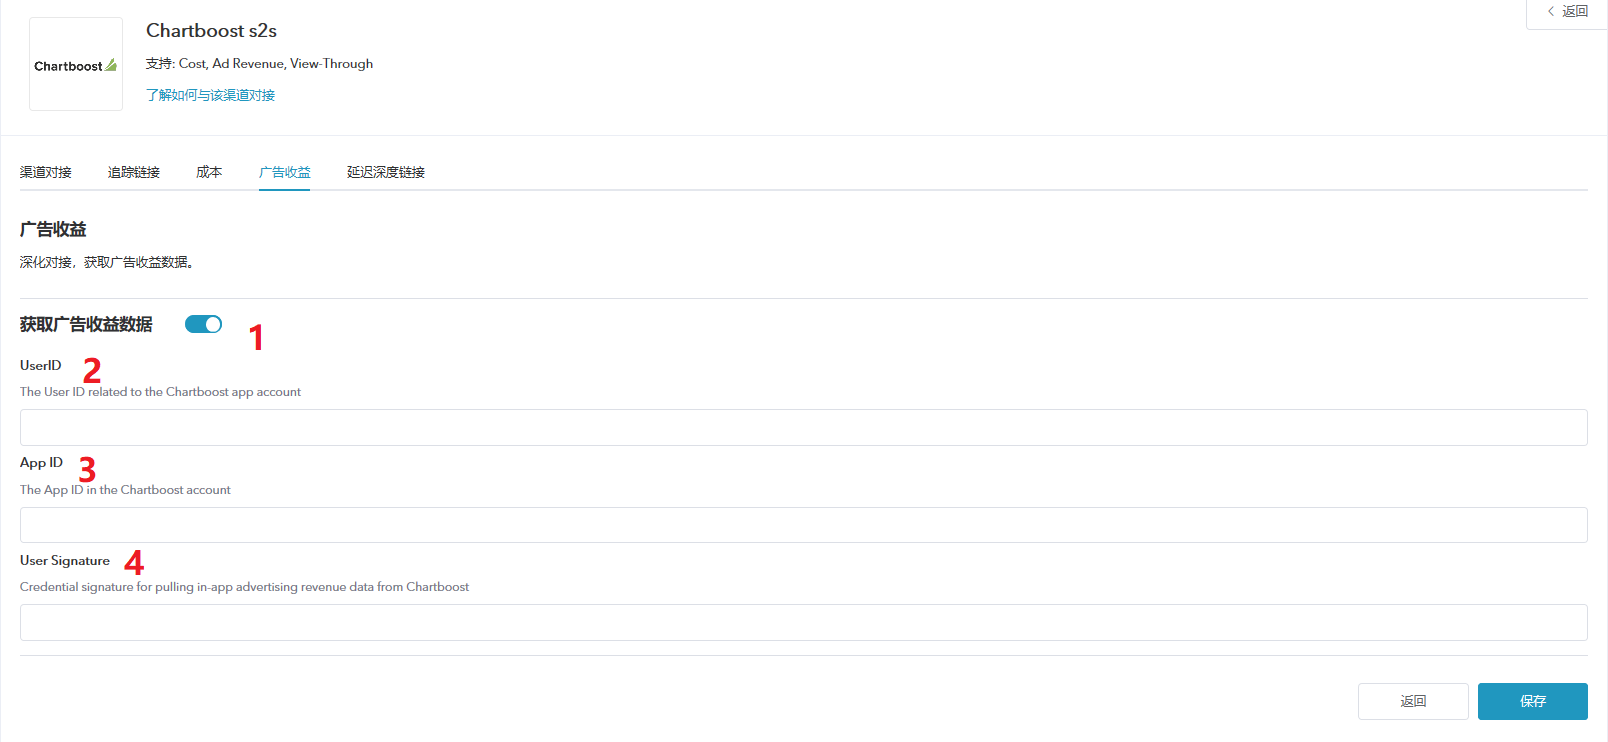 Chartboost
Chartboost s2s
支持: Cost, Ad Revenue, View-Through
了解如何与该渠道对接
返回
渠道对接 追踪链接 成本 广告收益 延迟深度链接
广告收益
深化对接，获取广告收益数据。
获取广告收益数据 1
UserID 2
The User ID related to the Chartboost app account
App ID 3
The App ID in the Chartboost account
User Signature 4
Credential signature for pulling in-app advertising revenue data from Chartboost
返回 保存